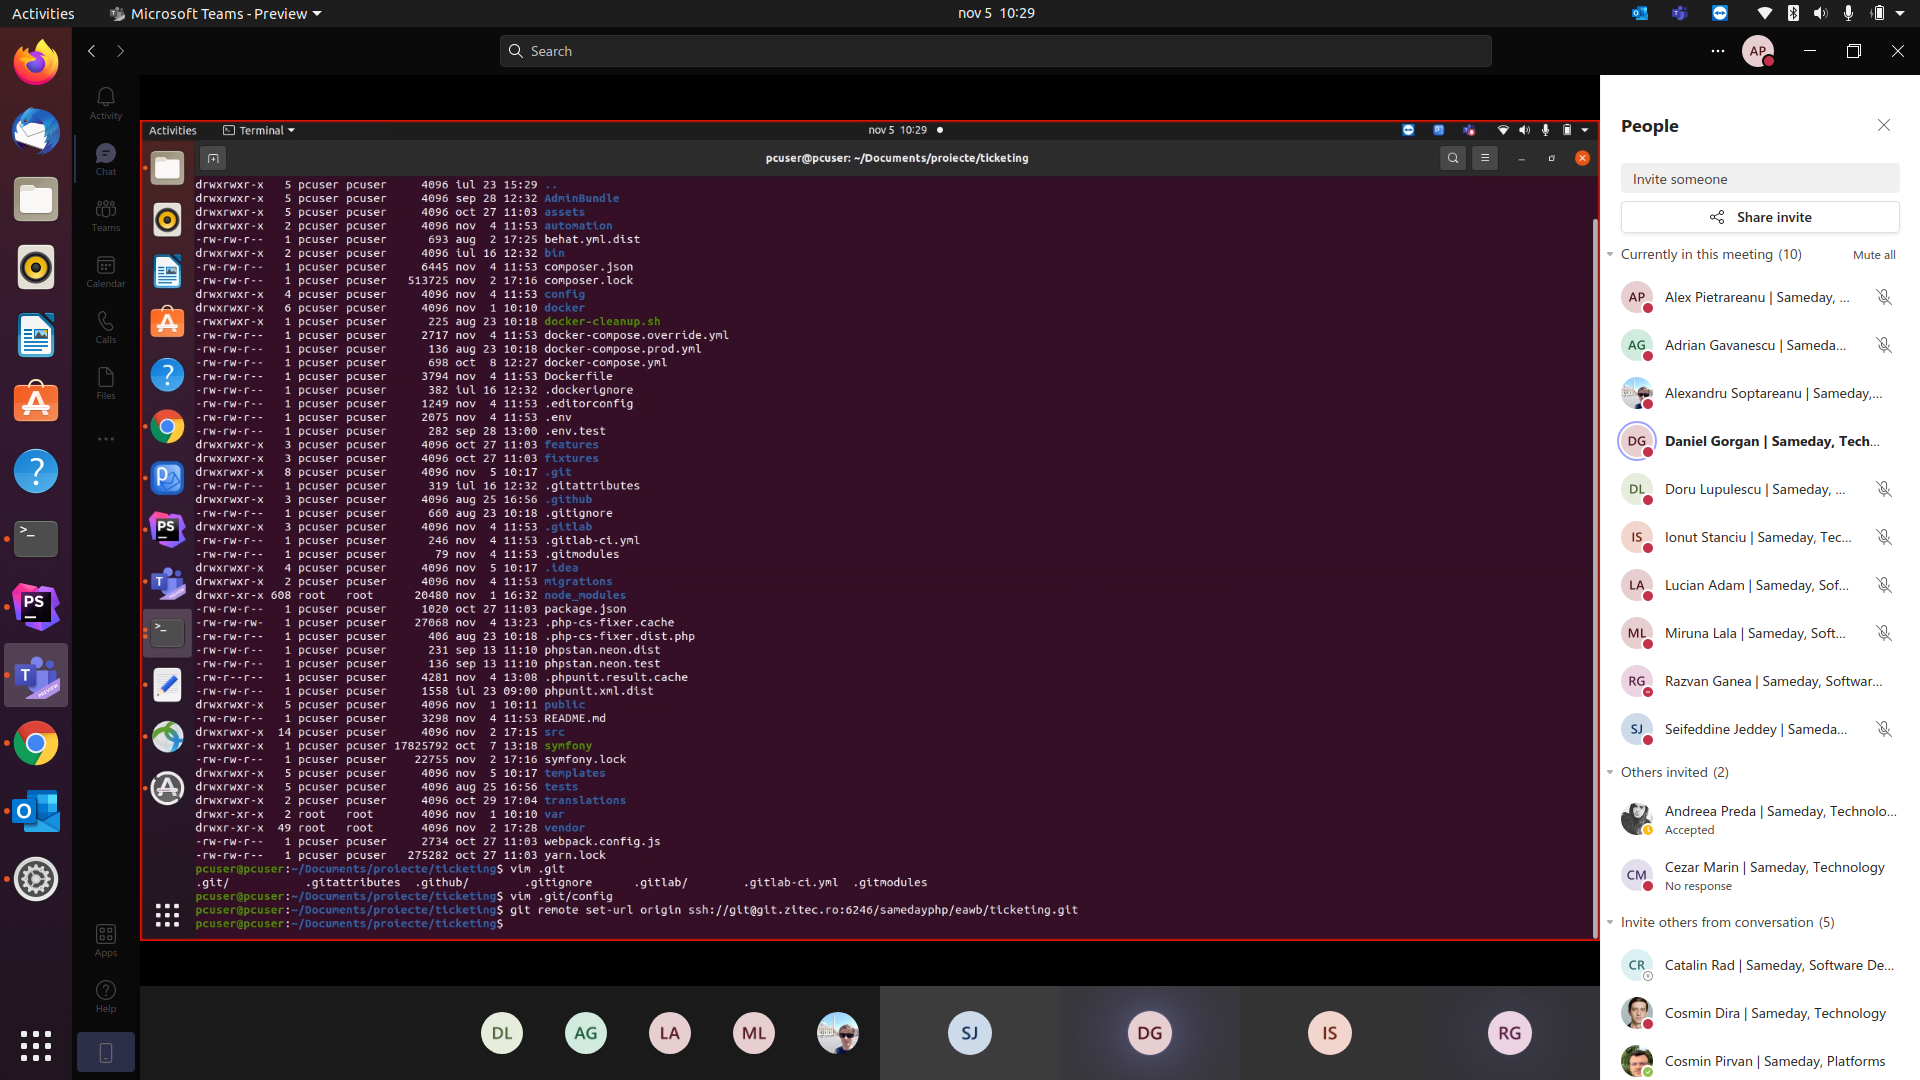 Activities
Microsoft Teams - Preview
nov 5 10:29
Search
AP
Activity
Chat
Teams
Calendar
Calls
Files
Apps
Help
Activities
Terminal
nov 5 10:29
pcuser@pcuser: ~/Documents/proiecte/ticketing
drwxrwxr-x 5 pcuser pcuser 4096 iul 23 15:29 ..
drwxrwxr-x 5 pcuser pcuser 4096 sep 28 12:32 AdminBundle
drwxrwxr-x 5 pcuser pcuser 4096 oct 27 11:03 assets
drwxrwxr-x 2 pcuser pcuser 4096 nov 4 11:53 automation
-rw-rw-r-- 1 pcuser pcuser 693 aug 2 17:25 behat.yml.dist
drwxrwxr-x 2 pcuser pcuser 4096 iul 16 12:32 bin
-rw-rw-r-- 1 pcuser pcuser 6445 nov 4 11:53 composer.json
-rw-rw-r-- 1 pcuser pcuser 513725 nov 2 17:16 composer.lock
drwxrwxr-x 4 pcuser pcuser 4096 nov 4 11:53 config
drwxrwxr-x 6 pcuser pcuser 4096 nov 1 10:10 docker
-rwxrwxr-x 1 pcuser pcuser 225 aug 23 10:18 docker-cleanup.sh
-rw-rw-r-- 1 pcuser pcuser 2717 nov 4 11:53 docker-compose.override.yml
-rw-rw-r-- 1 pcuser pcuser 136 aug 23 10:18 docker-compose.prod.yml
-rw-rw-r-- 1 pcuser pcuser 698 oct 8 12:27 docker-compose.yml
-rw-rw-r-- 1 pcuser pcuser 3794 nov 4 11:53 Dockerfile
-rw-rw-r-- 1 pcuser pcuser 382 iul 16 12:32 .dockerignore
-rw-rw-r-- 1 pcuser pcuser 1249 nov 4 11:53 .editorconfig
-rw-rw-r-- 1 pcuser pcuser 2075 nov 4 11:53 .env
-rw-rw-r-- 1 pcuser pcuser 282 sep 28 13:00 .env.test
drwxrwxr-x 3 pcuser pcuser 4096 oct 27 11:03 features
drwxrwxr-x 3 pcuser pcuser 4096 oct 27 11:03 fixtures
drwxrwxr-x 8 pcuser pcuser 4096 nov 5 10:17 .git
-rw-rw-r-- 1 pcuser pcuser 319 iul 16 12:32 .gitattributes
drwxrwxr-x 3 pcuser pcuser 4096 aug 25 16:56 .github
-rw-rw-r-- 1 pcuser pcuser 660 aug 23 10:18 .gitignore
drwxrwxr-x 3 pcuser pcuser 4096 nov 4 11:53 .gitlab
-rw-rw-r-- 1 pcuser pcuser 246 nov 4 11:53 .gitlab-ci.yml
-rw-rw-r-- 1 pcuser pcuser 79 nov 4 11:53 .gitmodules
drwxrwxr-x 4 pcuser pcuser 4096 nov 5 10:17 .idea
drwxrwxr-x 2 pcuser pcuser 4096 nov 4 11:53 migrations
drwxr-xr-x 608 root root 20480 nov 1 16:32 node_modules
-rw-rw-r-- 1 pcuser pcuser 1020 oct 27 11:03 package.json
-rw-rw-rw- 1 pcuser pcuser 27068 nov 4 13:23 .php-cs-fixer.cache
-rw-rw-r-- 1 pcuser pcuser 406 aug 23 10:18 .php-cs-fixer.dist.php
-rw-rw-r-- 1 pcuser pcuser 231 sep 13 11:10 phpstan.neon.dist
-rw-rw-r-- 1 pcuser pcuser 136 sep 13 11:10 phpstan.neon.test
-rw-r--r-- 1 pcuser pcuser 4281 nov 4 13:08 .phpunit.result.cache
-rw-rw-r-- 1 pcuser pcuser 1558 iul 23 09:00 phpunit.xml.dist
drwxrwxr-x 5 pcuser pcuser 4096 nov 1 10:11 public
-rw-rw-r-- 1 pcuser pcuser 3298 nov 4 11:53 README.md
drwxrwxr-x 14 pcuser pcuser 4096 nov 2 17:15 src
-rwxrwxr-x 1 pcuser pcuser 17825792 oct 7 13:18 symfony
-rw-rw-r-- 1 pcuser pcuser 22755 nov 2 17:16 symfony.lock
drwxrwxr-x 5 pcuser pcuser 4096 nov 5 10:17 templates
drwxrwxr-x 5 pcuser pcuser 4096 aug 25 16:56 tests
drwxrwxr-x 2 pcuser pcuser 4096 oct 29 17:04 translations
drwxr-xr-x 2 root root 4096 nov 1 10:10 var
drwxr-xr-x 49 root root 4096 nov 2 17:28 vendor
-rw-rw-r-- 1 pcuser pcuser 2734 oct 27 11:03 webpack.config.js
-rw-rw-r-- 1 pcuser pcuser 275282 oct 27 11:03 yarn.lock
pcuser@pcuser:~/Documents/proiecte/ticketing$ vim .git
.git/ .gitattributes .github/ .gitignore .gitlab/ .gitlab-ci.yml .gitmodules
pcuser@pcuser:~/Documents/proiecte/ticketing$ vim .git/config
pcuser@pcuser:~/Documents/proiecte/ticketing$ git remote set-url origin ssh://git@git.zitec.ro:6246/samedayphp/eawb/ticketing.git
pcuser@pcuser:~/Documents/proiecte/ticketing$
DL
AG
LA
ML
SJ
DG
IS
RG
People
Invite someone
Share invite
Currently in this meeting (10)
Mute all
AP Alex Pietrareanu | Sameday, ...
AG Adrian Gavanescu | Sameda...
Alexandru Soptareanu | Sameday,...
DG Daniel Gorgan | Sameday, Tech...
DL Doru Lupulescu | Sameday, ...
IS Ionut Stanciu | Sameday, Tec...
LA Lucian Adam | Sameday, Sof...
ML Miruna Lala | Sameday, Soft...
RG Razvan Ganea | Sameday, Softwar...
SJ Seifeddine Jeddey | Sameda...
Others invited (2)
Andreea Preda | Sameday, Technolo...
Accepted
CM Cezar Marin | Sameday, Technology
No response
Invite others from conversation (5)
CR Catalin Rad | Sameday, Software De...
Cosmin Dira | Sameday, Technology
Cosmin Pirvan | Sameday, Platforms